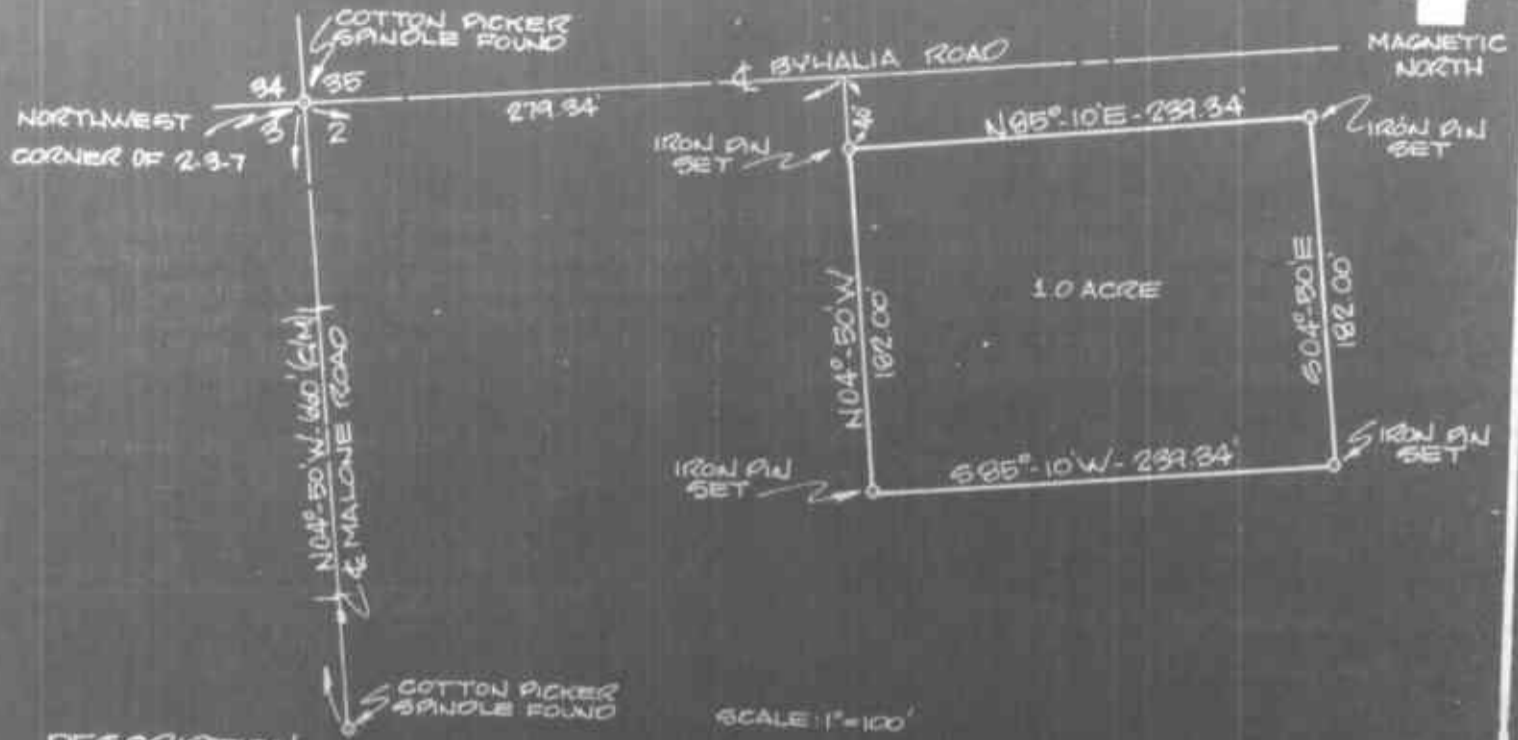 COTTON PICKER
SPINDLE FOUND
MAGNETIC
NORTH
℄ BYHALIA ROAD
34 35
3 2
NORTHWEST
CORNER OF 2-3-7
279.34'
IRON PIN
SET
N85°-10'E-239.34'
IRON PIN
SET
N04°-50'W-660'(G/M)
℄ MALONE ROAD
N04°-50'W
182.00'
1.0 ACRE
S04°-50'E
182.00'
IRON PIN
SET
S85°-10'W-239.34'
IRON PIN
SET
COTTON PICKER
SPINDLE FOUND
SCALE: 1"=100'
DESCRIPTION